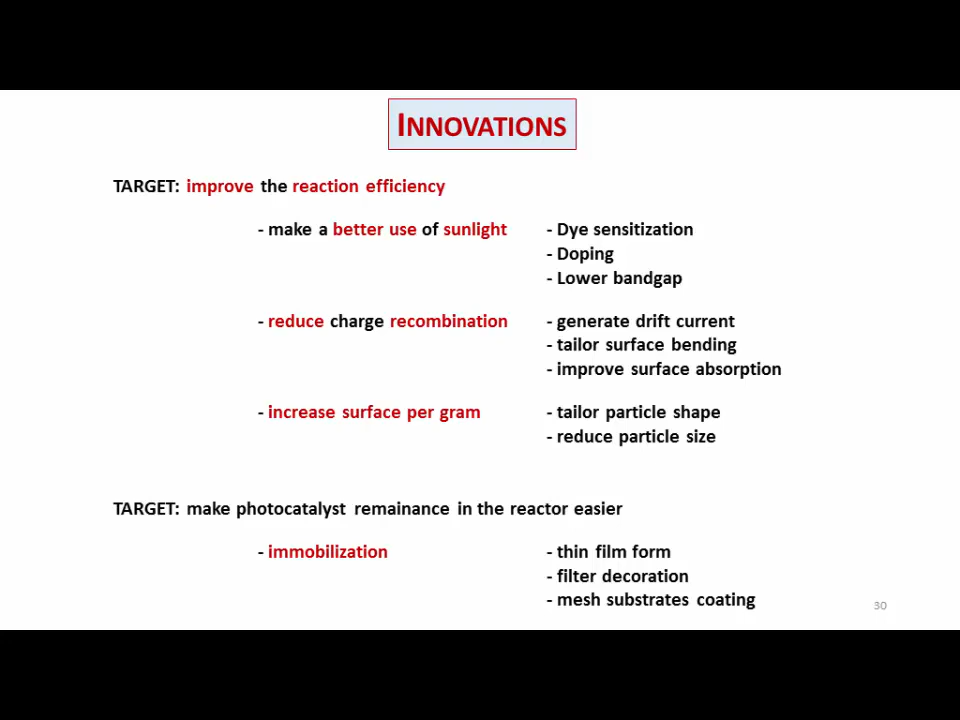 INNOVATIONS
TARGET: improve the reaction efficiency
- make a better use of sunlight - Dye sensitization
- Doping
- Lower bandgap
- reduce charge recombination - generate drift current
- tailor surface bending
- improve surface absorption
- increase surface per gram - tailor particle shape
- reduce particle size
TARGET: make photocatalyst remainance in the reactor easier
- immobilization - thin film form
- filter decoration
- mesh substrates coating
30